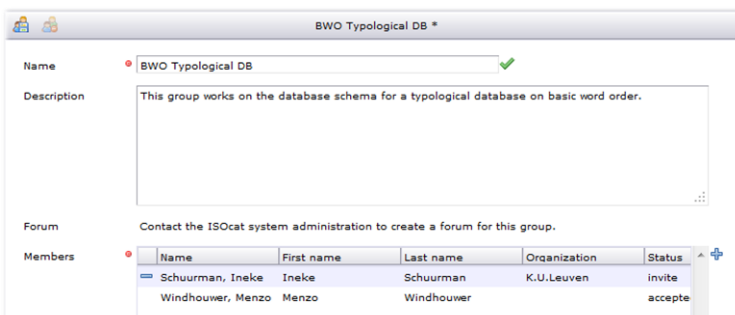 BWO Typological DB *
Name BWO Typological DB
Description This group works on the database schema for a typological database on basic word order.
Forum Contact the ISOcat system administration to create a forum for this group.
Members Name First name Last name Organization Status
Schuurman, Ineke Ineke Schuurman K.U.Leuven invite
Windhouwer, Menzo Menzo Windhouwer accepte